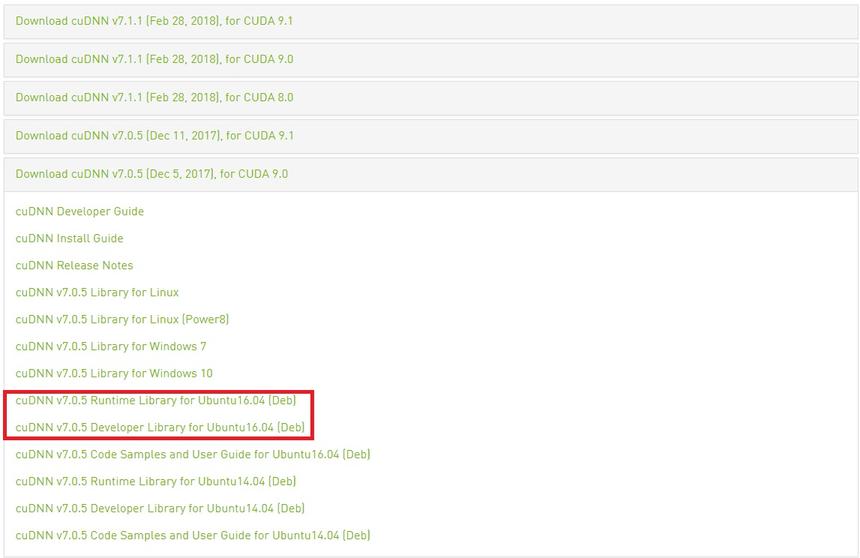 Download cuDNN v7.1.1 [Feb 28, 2018], for CUDA 9.1
Download cuDNN v7.1.1 [Feb 28, 2018], for CUDA 9.0
Download cuDNN v7.1.1 [Feb 28, 2018], for CUDA 8.0
Download cuDNN v7.0.5 [Dec 11, 2017], for CUDA 9.1
Download cuDNN v7.0.5 [Dec 5, 2017], for CUDA 9.0
cuDNN Developer Guide
cuDNN Install Guide
cuDNN Release Notes
cuDNN v7.0.5 Library for Linux
cuDNN v7.0.5 Library for Linux (Power8)
cuDNN v7.0.5 Library for Windows 7
cuDNN v7.0.5 Library for Windows 10
cuDNN v7.0.5 Runtime Library for Ubuntu16.04 (Deb)
cuDNN v7.0.5 Developer Library for Ubuntu16.04 (Deb)
cuDNN v7.0.5 Code Samples and User Guide for Ubuntu16.04 (Deb)
cuDNN v7.0.5 Runtime Library for Ubuntu14.04 (Deb)
cuDNN v7.0.5 Developer Library for Ubuntu14.04 (Deb)
cuDNN v7.0.5 Code Samples and User Guide for Ubuntu14.04 (Deb)